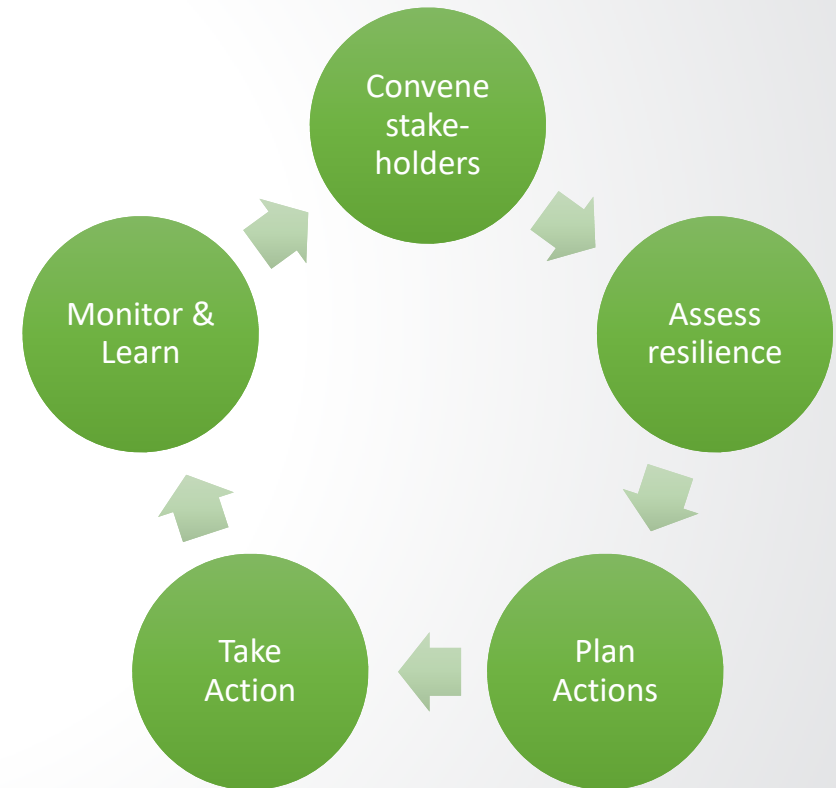 Convene
stake-
holders
Assess
resilience
Plan
Actions
Take
Action
Monitor &
Learn